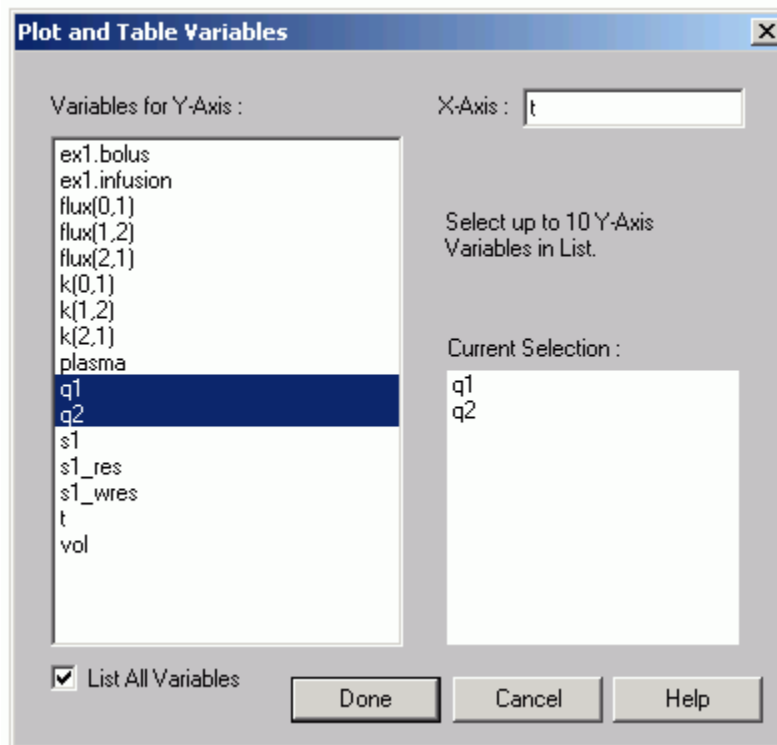 Plot and Table Variables
Variables for Y-Axis :
X-Axis : t
ex1.bolus
ex1.infusion
flux(0,1)
flux(1,2)
flux(2,1)
k(0,1)
k(1,2)
k(2,1)
plasma
q1
q2
s1
s1_res
s1_wres
t
vol
Select up to 10 Y-Axis
Variables in List.
Current Selection :
q1
q2
List All Variables
Done
Cancel
Help